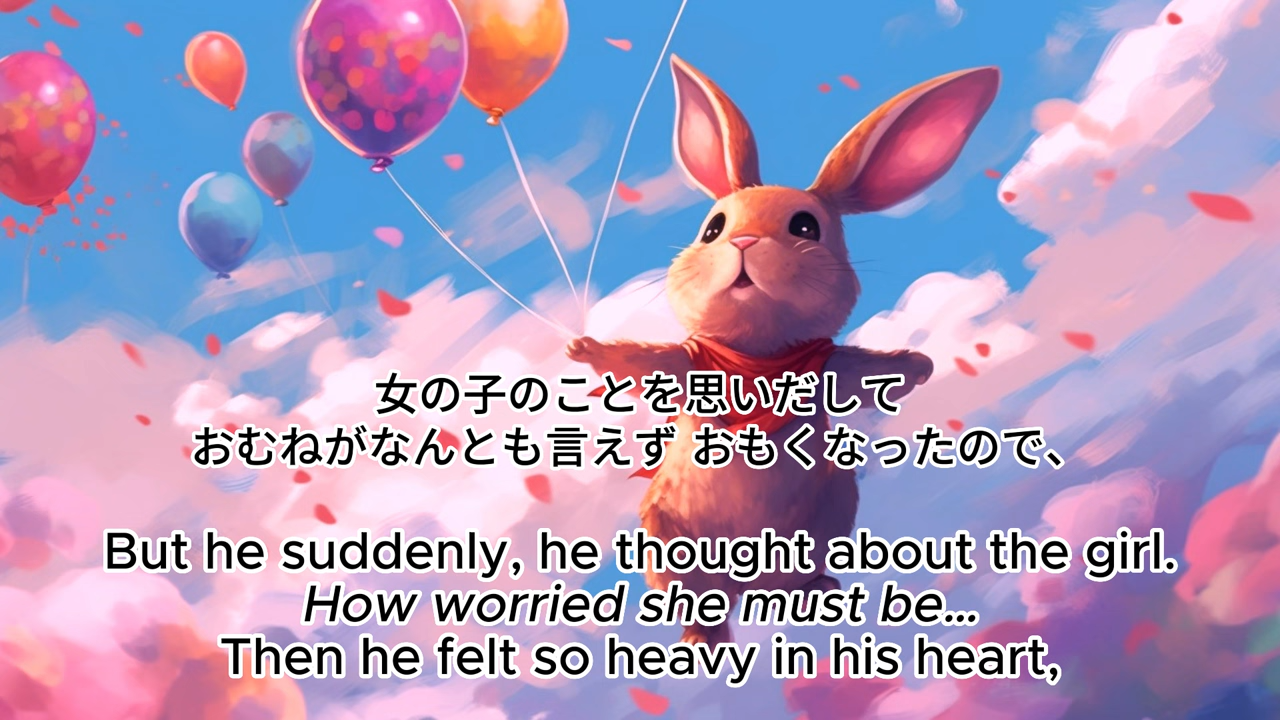 女の子のことを思いだして
おむねがなんとも言えず おもくなったので、
But he suddenly, he thought about the girl.
How worried she must be...
Then he felt so heavy in his heart,